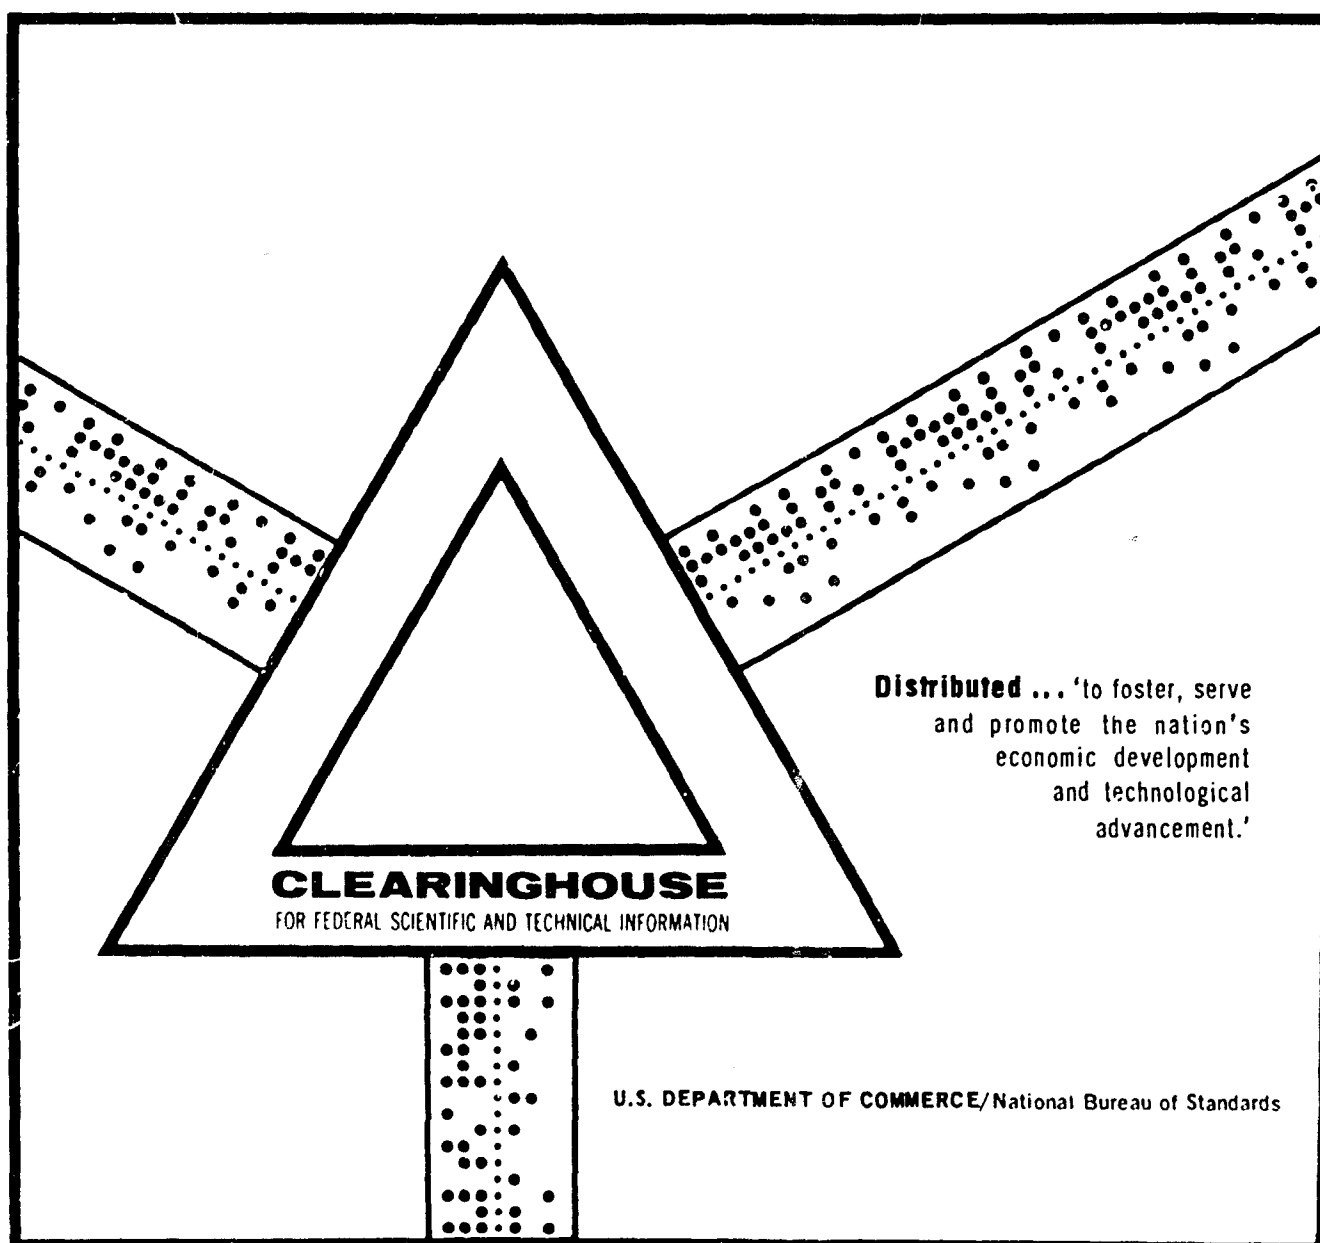 Distributed ... 'to foster, serve
and promote the nation's
economic development
and technological
advancement.'
CLEARINGHOUSE
FOR FEDERAL SCIENTIFIC AND TECHNICAL INFORMATION
U.S. DEPARTMENT OF COMMERCE/National Bureau of Standards